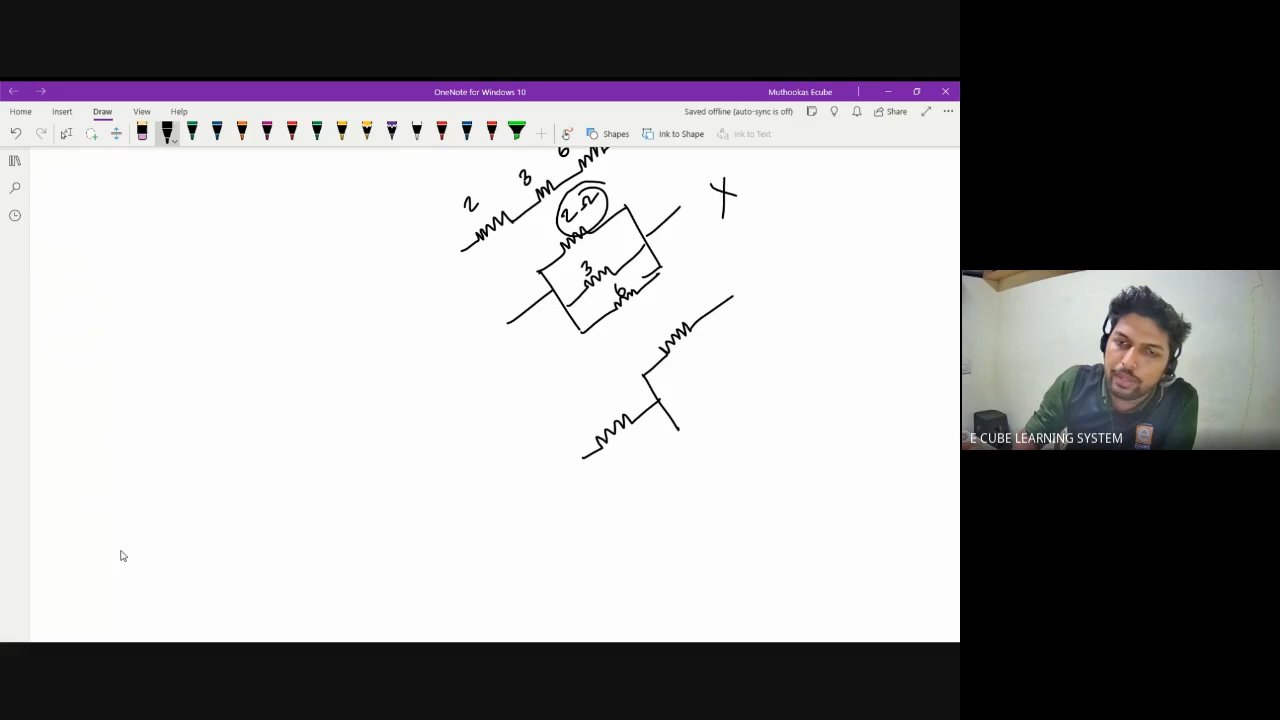 OneNote for Windows 10
Muthookas Ecube
Home Insert Draw View Help
Saved offline (auto-sync is off)
Share
Shapes
Ink to Shape
Ink to Text
6
3
2
2 Ω
3
6
E CUBE LEARNING SYSTEM